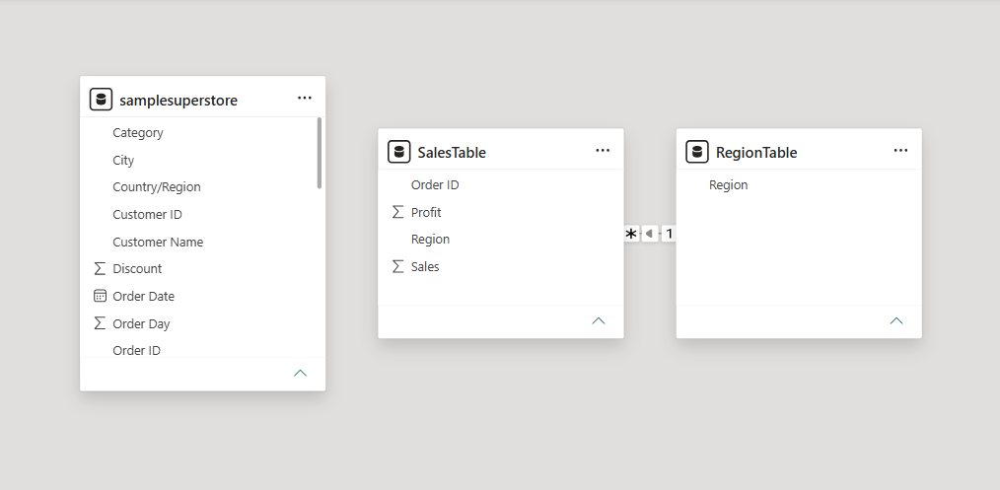 samplesuperstore
Category
City
Country/Region
Customer ID
Customer Name
Discount
Order Date
Order Day
Order ID
SalesTable
Order ID
Profit
Region
Sales
* 1
RegionTable
Region